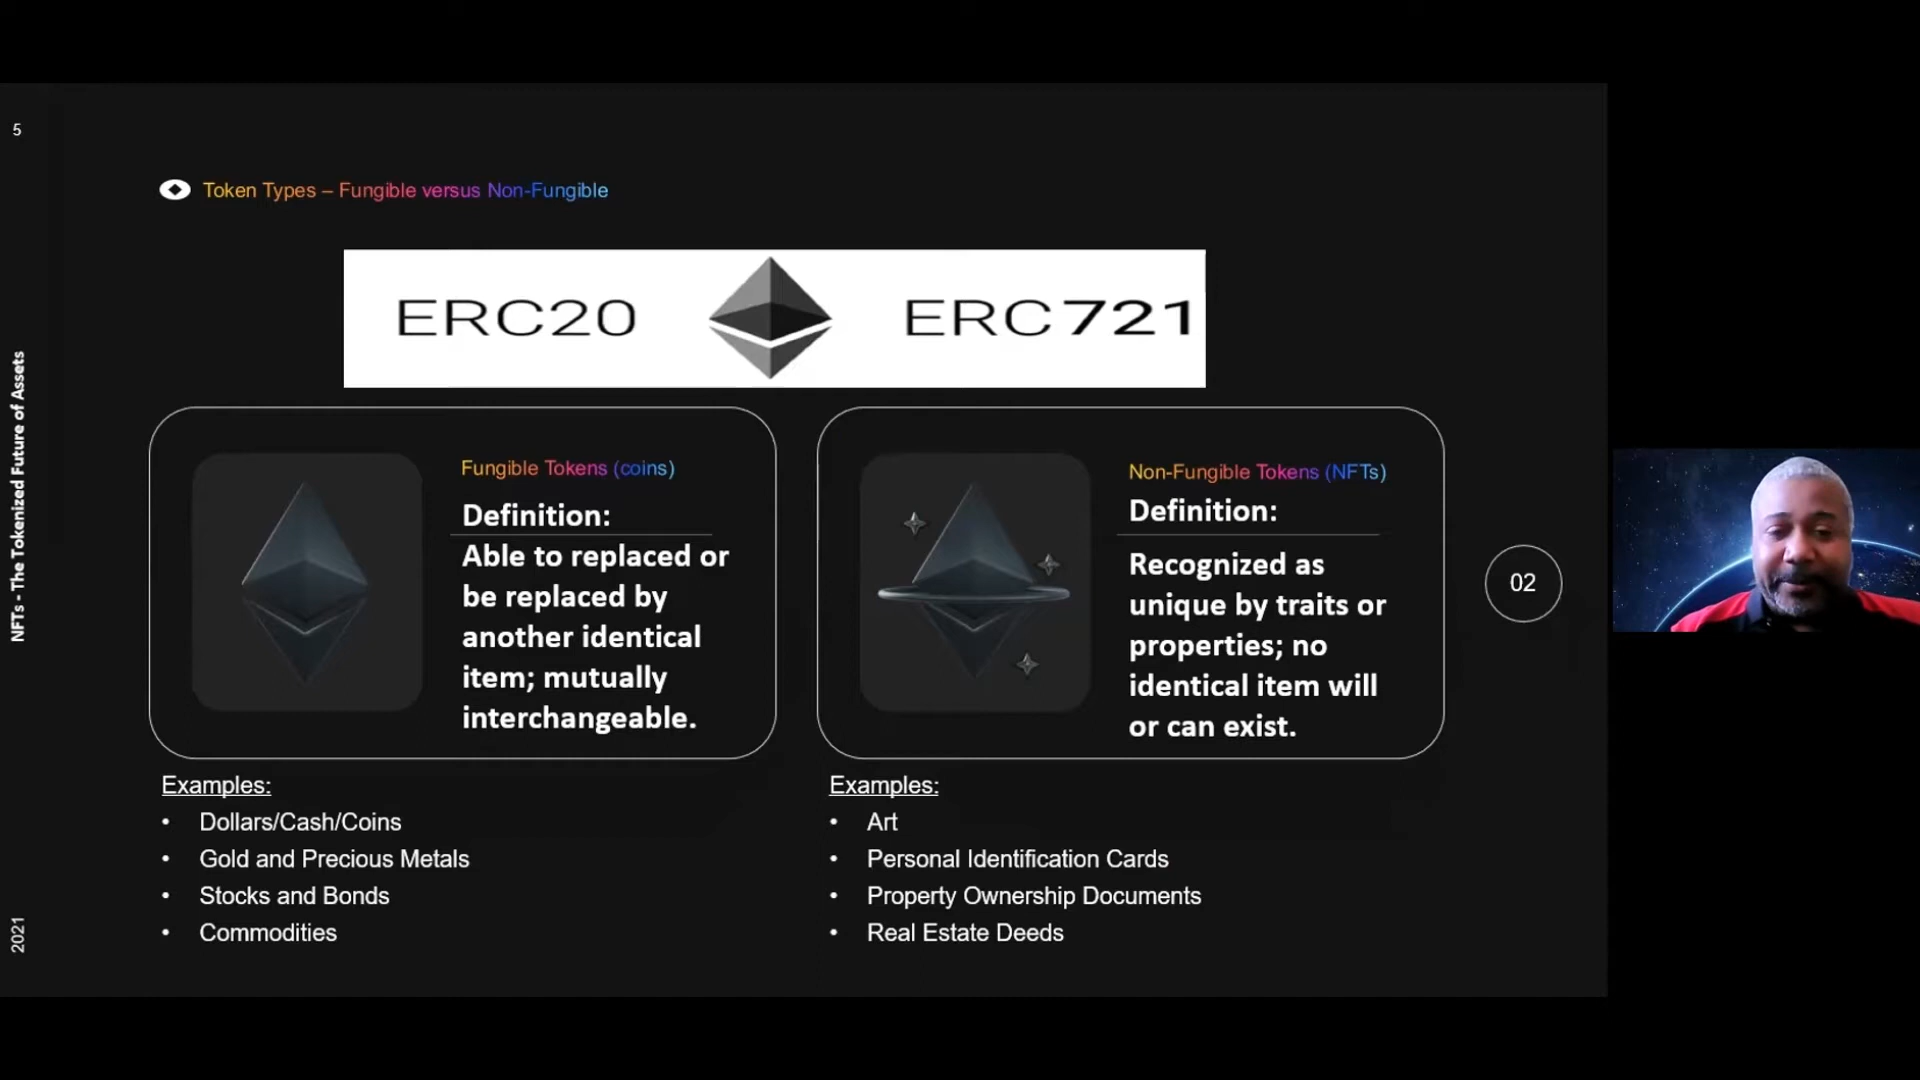 5
Token Types – Fungible versus Non-Fungible
ERC20
ERC721
Fungible Tokens (coins)
Definition:
Able to replaced or
be replaced by
another identical
item; mutually
interchangeable.
Non-Fungible Tokens (NFTs)
Definition:
Recognized as
unique by traits or
properties; no
identical item will
or can exist.
02
Examples:
• Dollars/Cash/Coins
• Gold and Precious Metals
• Stocks and Bonds
• Commodities
Examples:
• Art
• Personal Identification Cards
• Property Ownership Documents
• Real Estate Deeds
NFTs - The Tokenized Future of Assets
2021